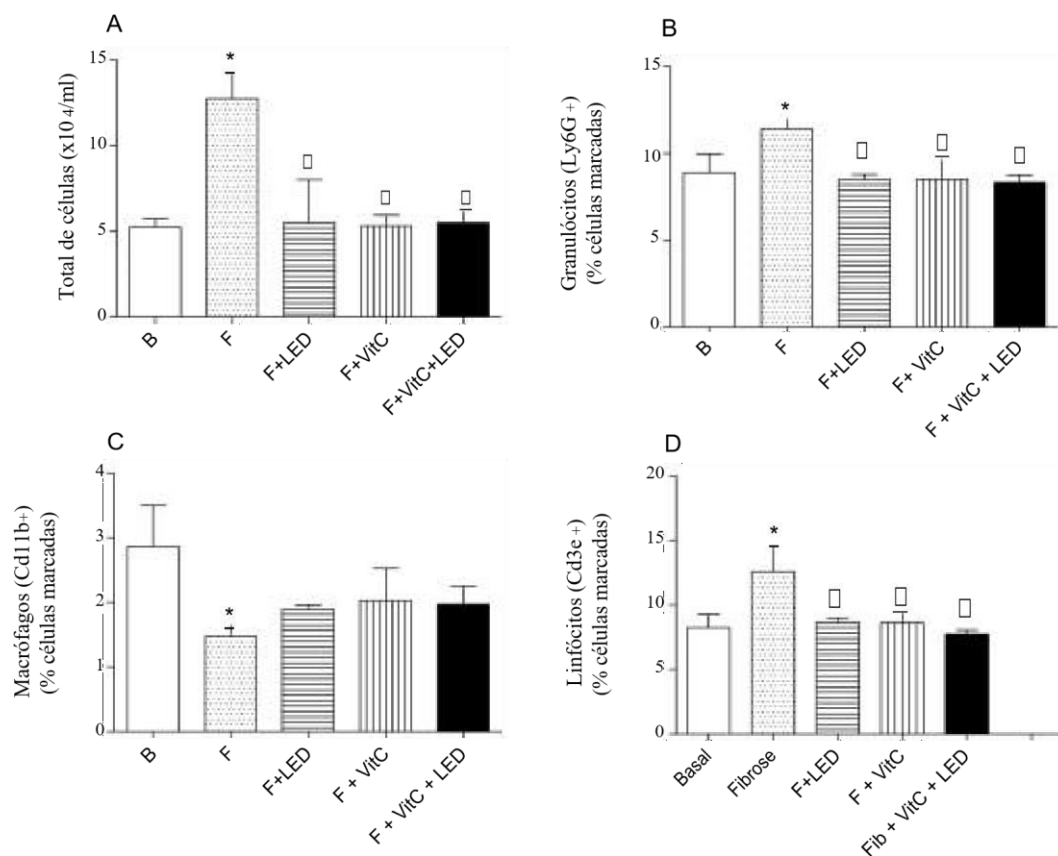 A
Total de células (x10 4/ml)
15
10
5
0
*
▯
▯
▯
B
F
F+LED
F+VitC
F+VitC+LED
B
Granulócitos (Ly6G +)
(% células marcadas)
15
10
5
0
*
▯
▯
▯
B
F
F+LED
F+ VitC
F + VitC + LED
C
Macrófagos (Cd11b+)
(% células marcadas)
4
3
2
1
0
*
B
F
F+LED
F + VitC
F + VitC + LED
D
Linfócitos (Cd3e +)
(% células marcadas)
20
15
10
5
0
*
▯
▯
▯
Basal
Fibrose
F+LED
F + VitC
Fib + VitC + LED